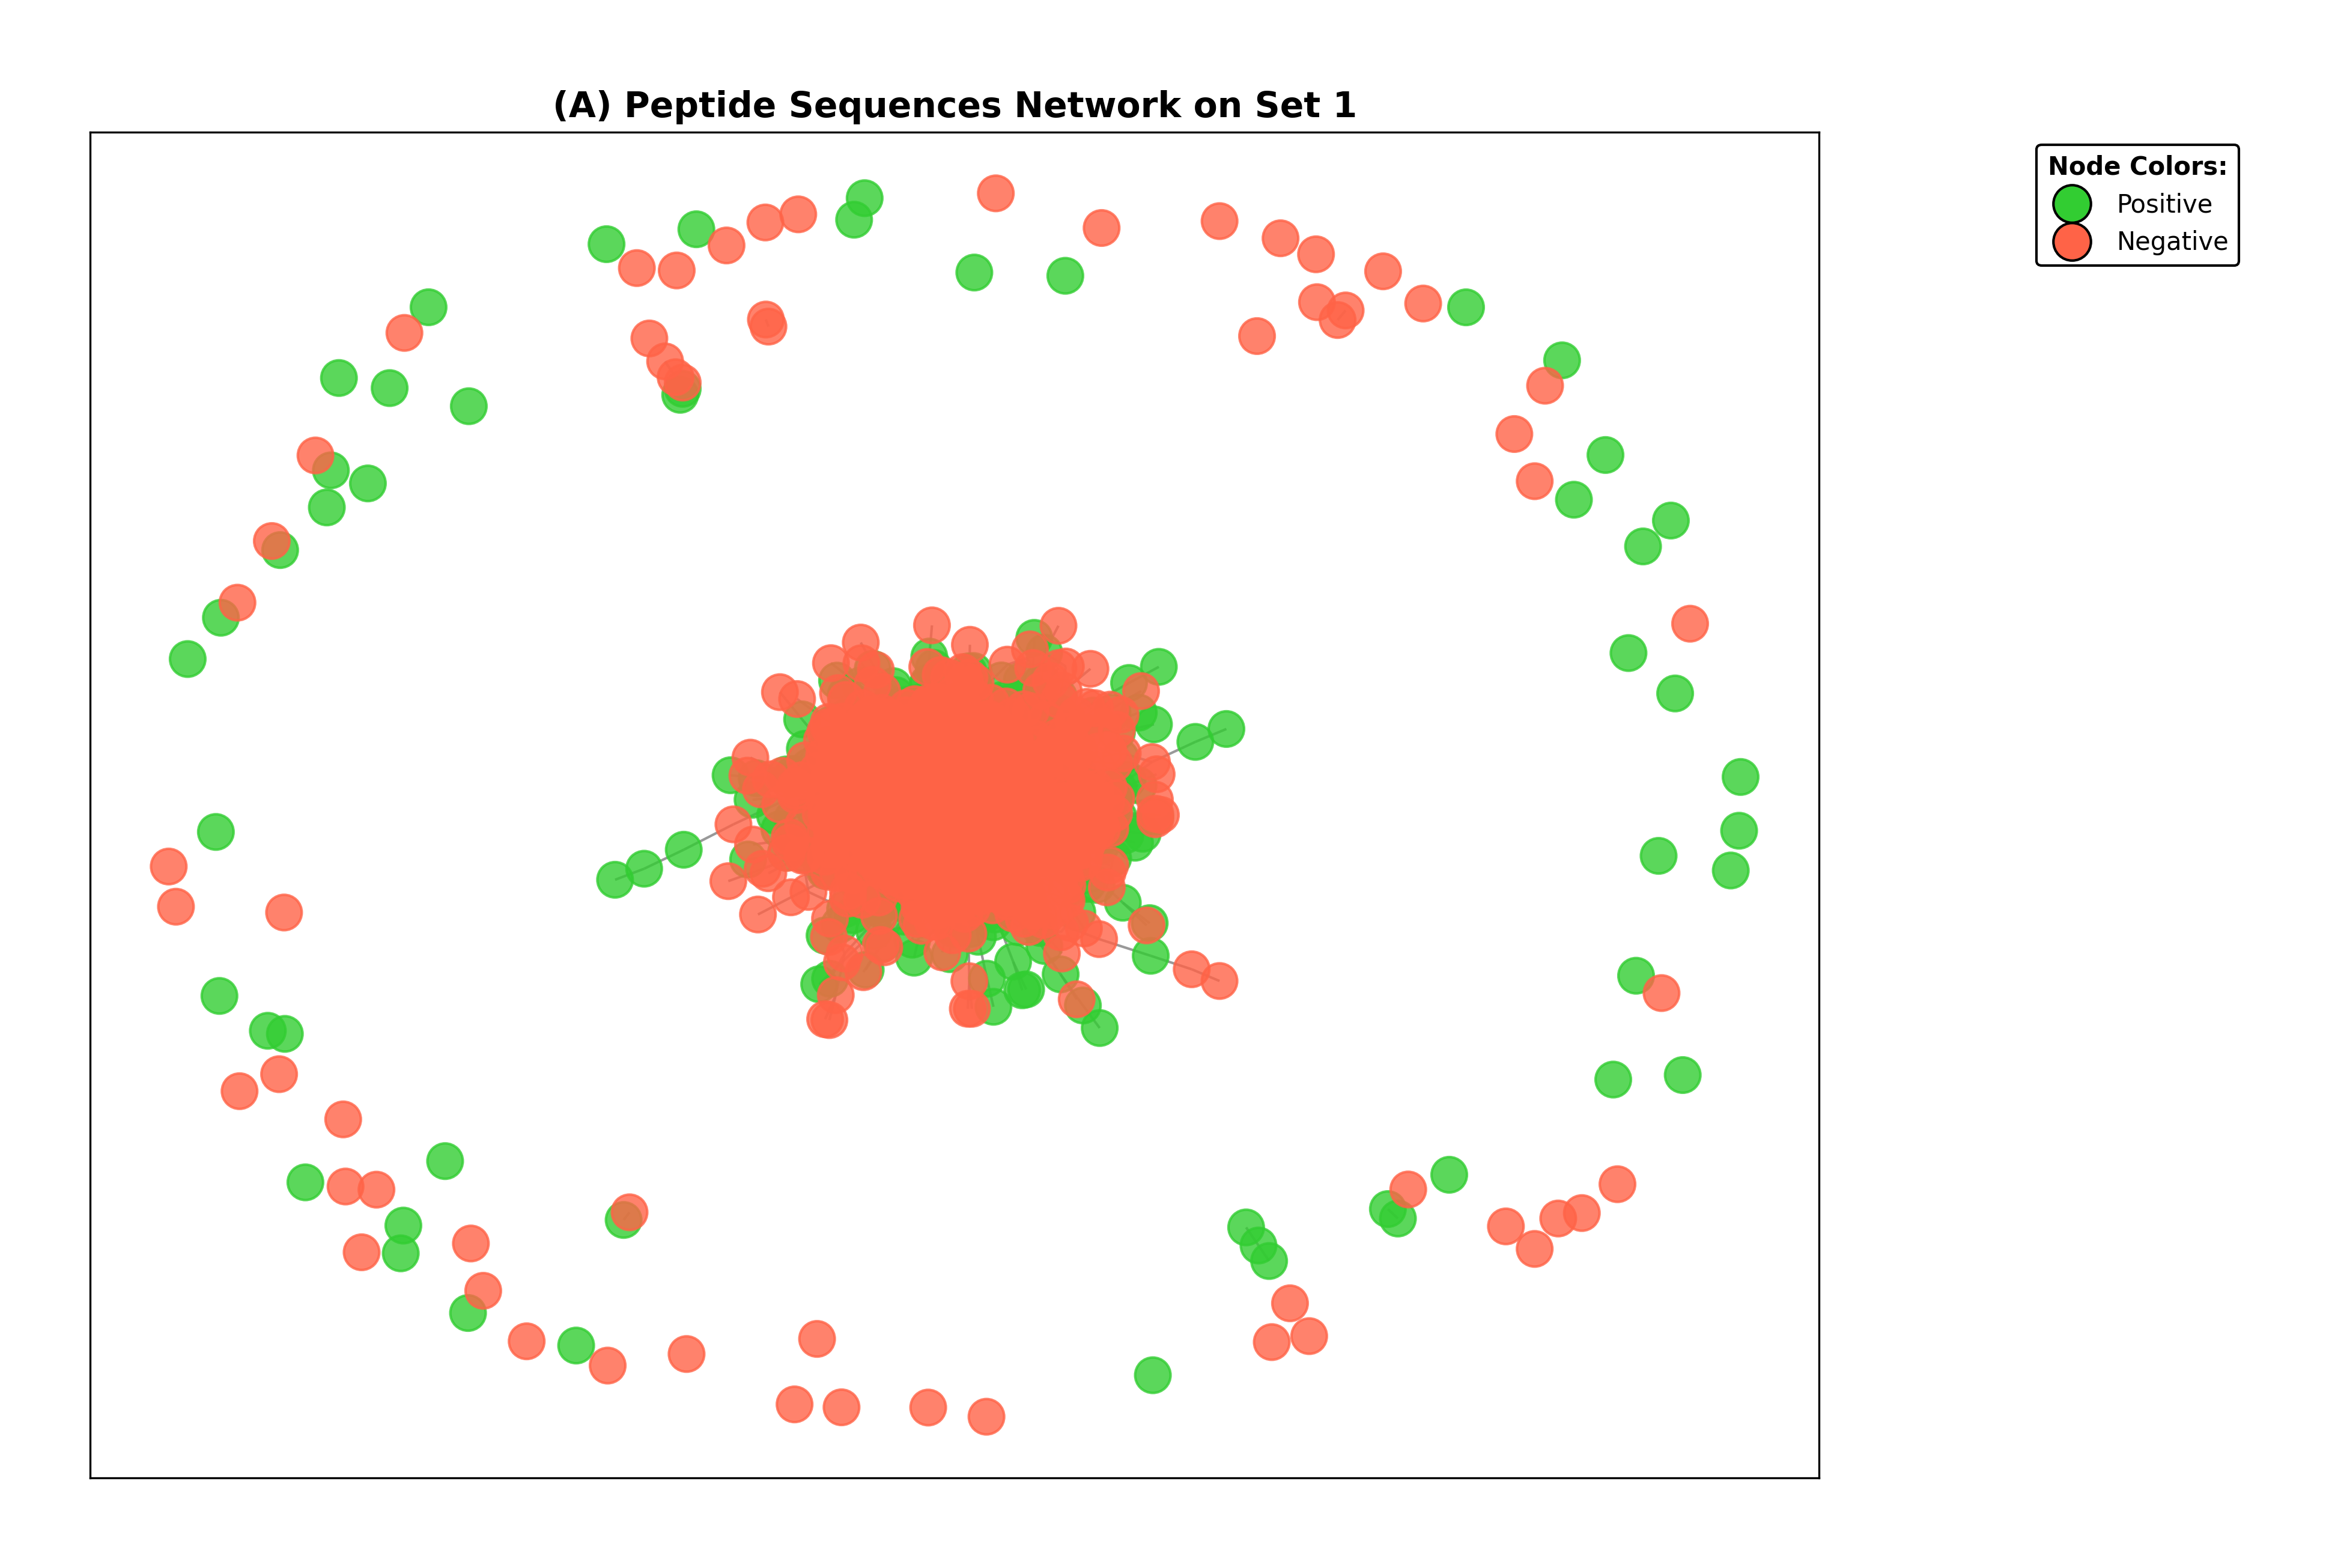 (A) Peptide Sequences Network on Set 1
Node Colors:
Positive
Negative